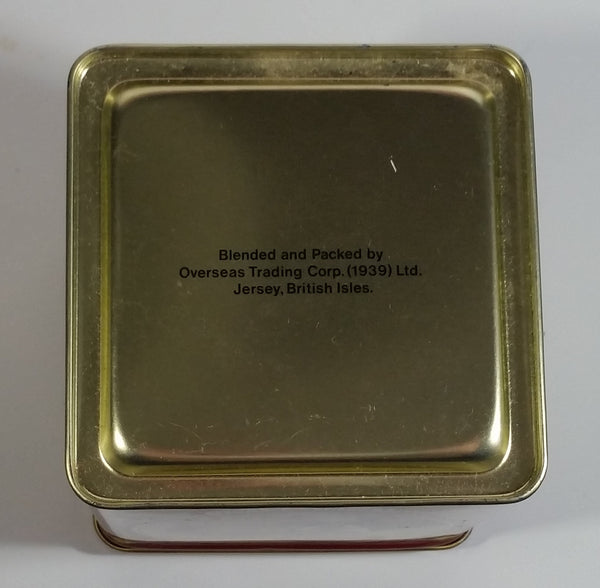 Blended and Packed by
Overseas Trading Corp. (1939) Ltd.
Jersey, British Isles.